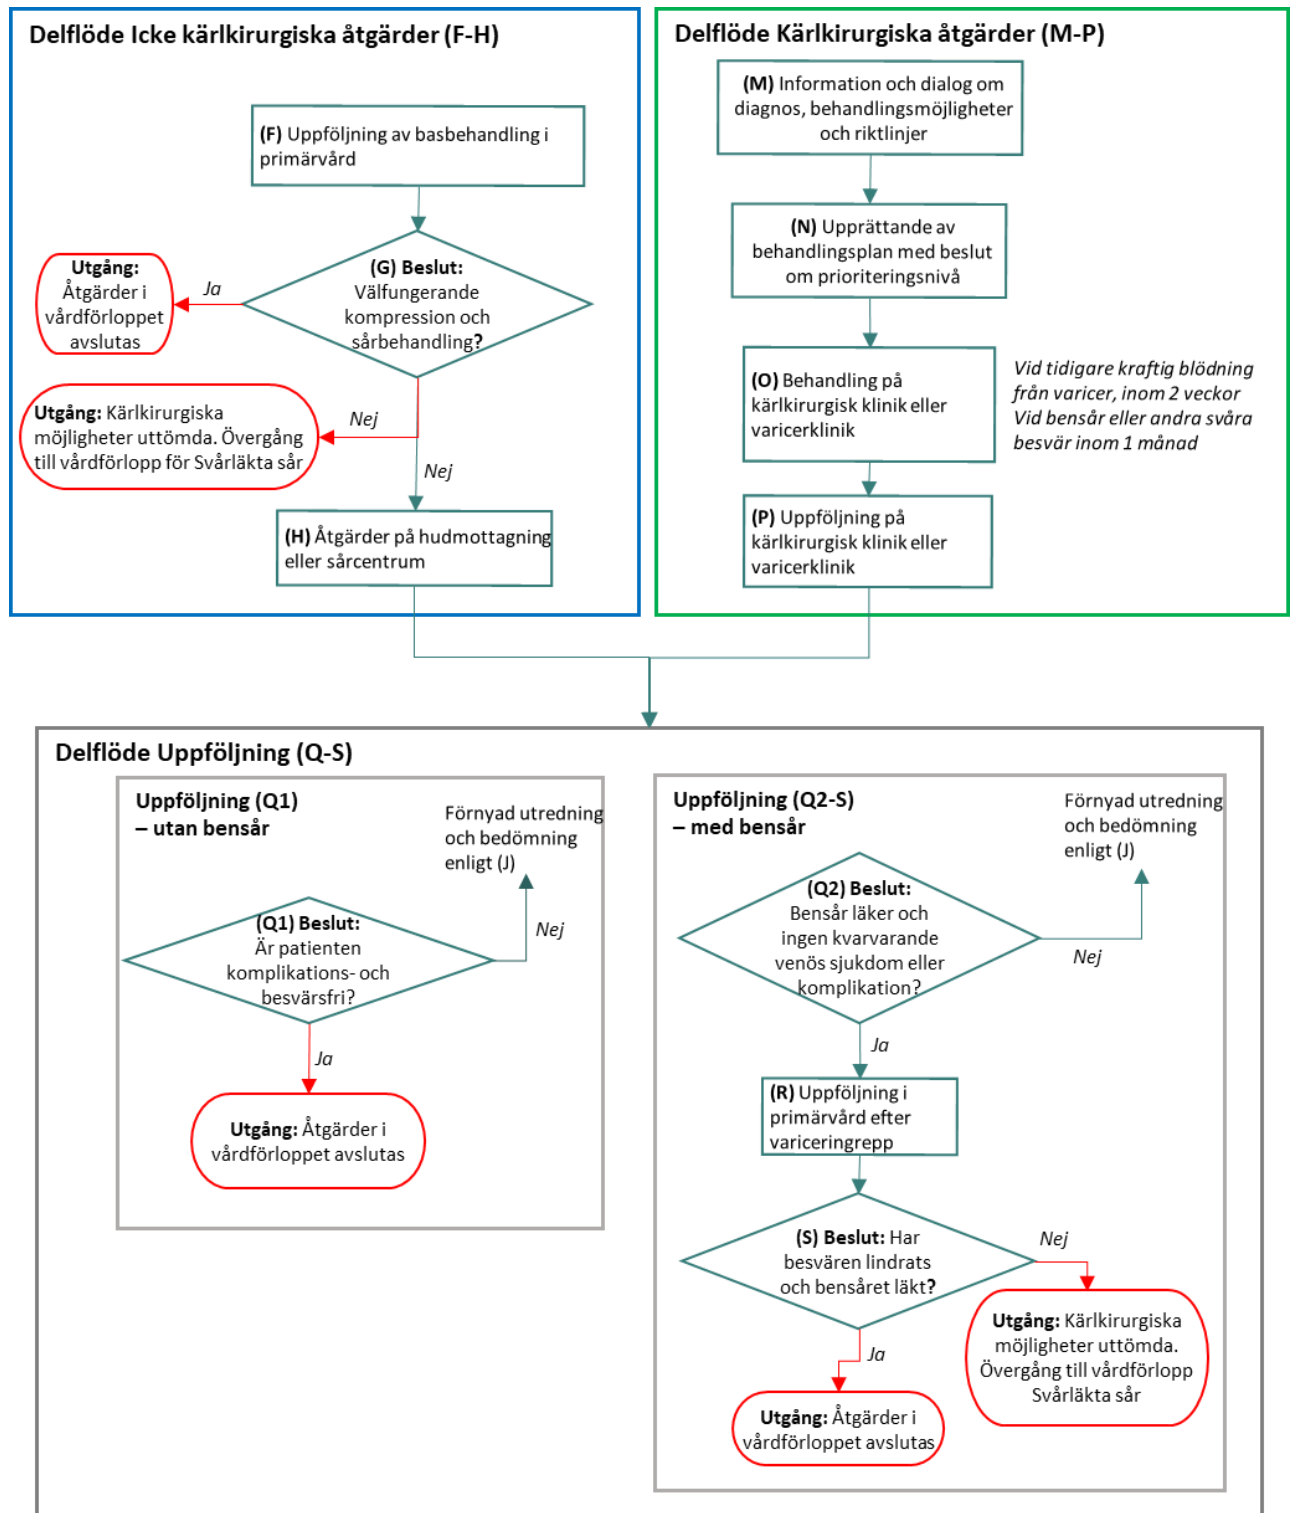 Delflöde Icke kärlkirurgiska åtgärder (F-H)
(F) Uppföljning av basbehandling i
primärvård
(G) Beslut:
Välfungerande
kompression och
sårbehandling?
Ja
Utgång:
Åtgärder i
vårdförloppet
avslutas
Nej
Utgång: Kärlkirurgiska
möjligheter uttömda. Övergång
till vårdförlopp för Svårläkta sår
Nej
(H) Åtgärder på hudmottagning
eller sårcentrum
Delflöde Kärlkirurgiska åtgärder (M-P)
(M) Information och dialog om
diagnos, behandlingsmöjligheter
och riktlinjer
(N) Upprättande av
behandlingsplan med beslut
om prioriteringsnivå
(O) Behandling på
kärlkirurgisk klinik eller
varicerklinik
Vid tidigare kraftig blödning
från varicer, inom 2 veckor
Vid bensår eller andra svåra
besvär inom 1 månad
(P) Uppföljning på
kärlkirurgisk klinik eller
varicerklinik
Delflöde Uppföljning (Q-S)
Uppföljning (Q1)
– utan bensår
Förnyad utredning
och bedömning
enligt (J)
(Q1) Beslut:
Är patienten
komplikations- och
besvärsfri?
Nej
Ja
Utgång: Åtgärder i
vårdförloppet avslutas
Uppföljning (Q2-S)
– med bensår
Förnyad utredning
och bedömning
enligt (J)
(Q2) Beslut:
Bensår läker och
ingen kvarvarande
venös sjukdom eller
komplikation?
Nej
Ja
(R) Uppföljning i
primärvård efter
variceringrepp
(S) Beslut: Har
besvären lindrats
och bensåret läkt?
Nej
Utgång: Kärlkirurgiska
möjligheter uttömda.
Övergång till vårdförlopp
Svårläkta sår
Ja
Utgång: Åtgärder i
vårdförloppet avslutas